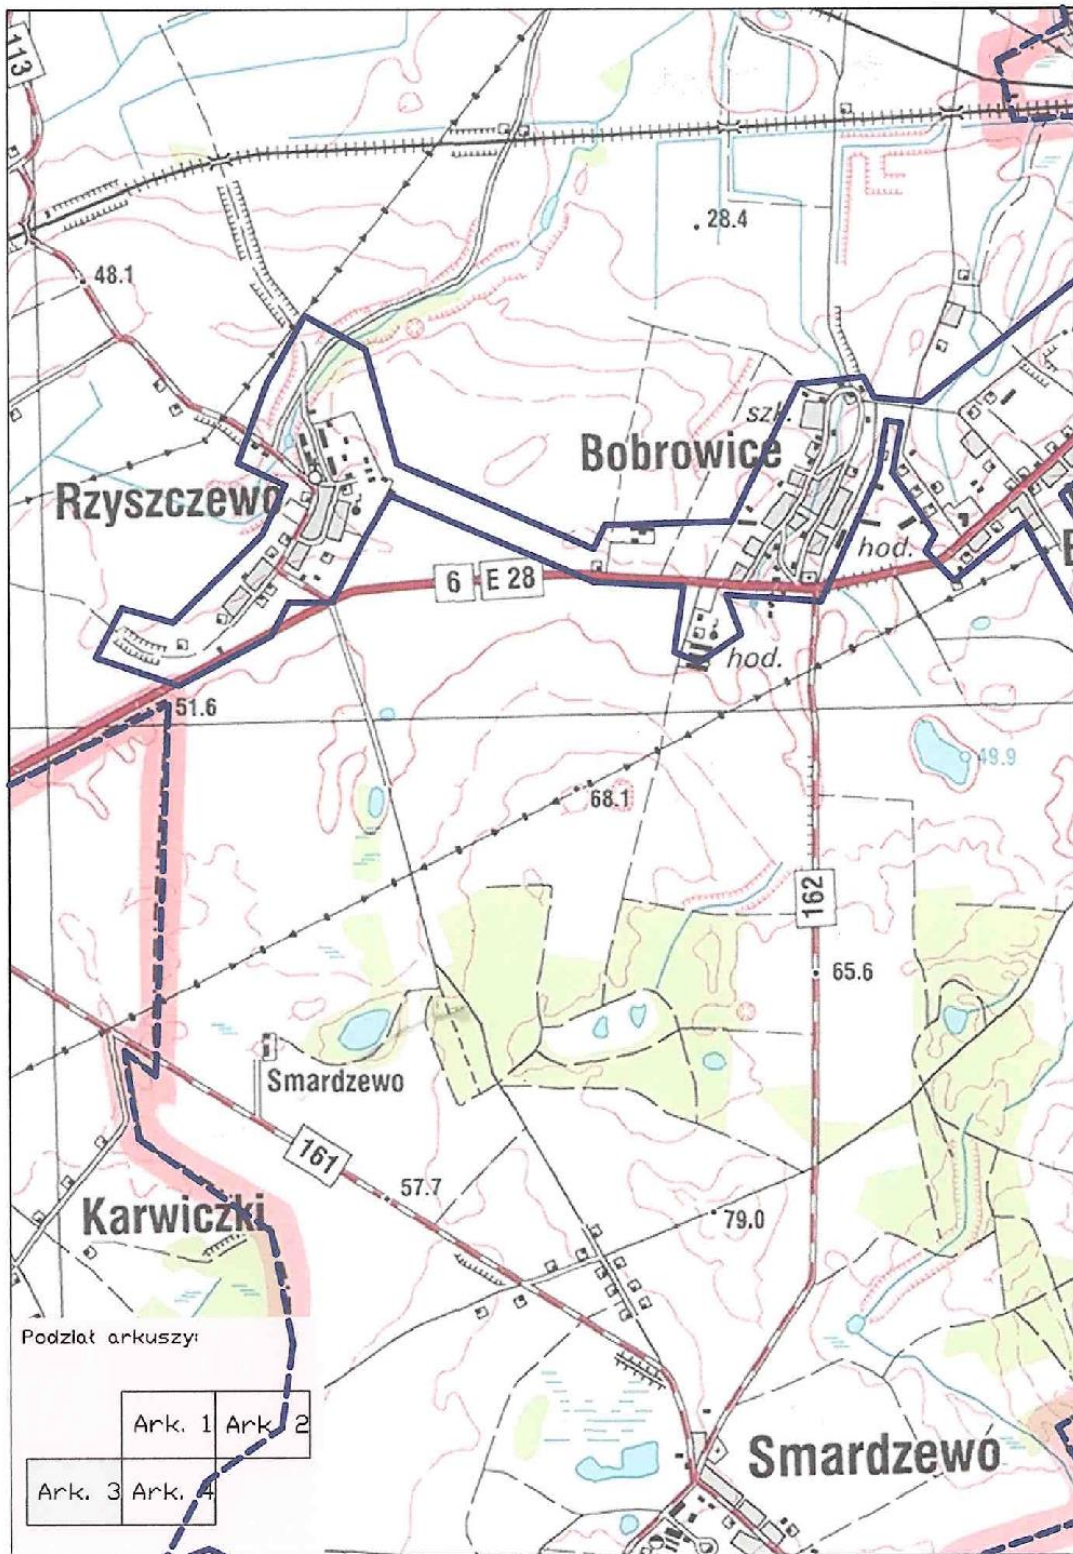 113
28.4
48.1
szk.
Bobrowice
Rzyszczewo
hod.
6
E 28
hod.
51.6
49.9
68.1
162
65.6
Smardzewo
161
57.7
Karwiczki
79.0
Podział arkuszy:
Ark. 1
Ark. 2
Smardzewo
Ark. 3
Ark. 4